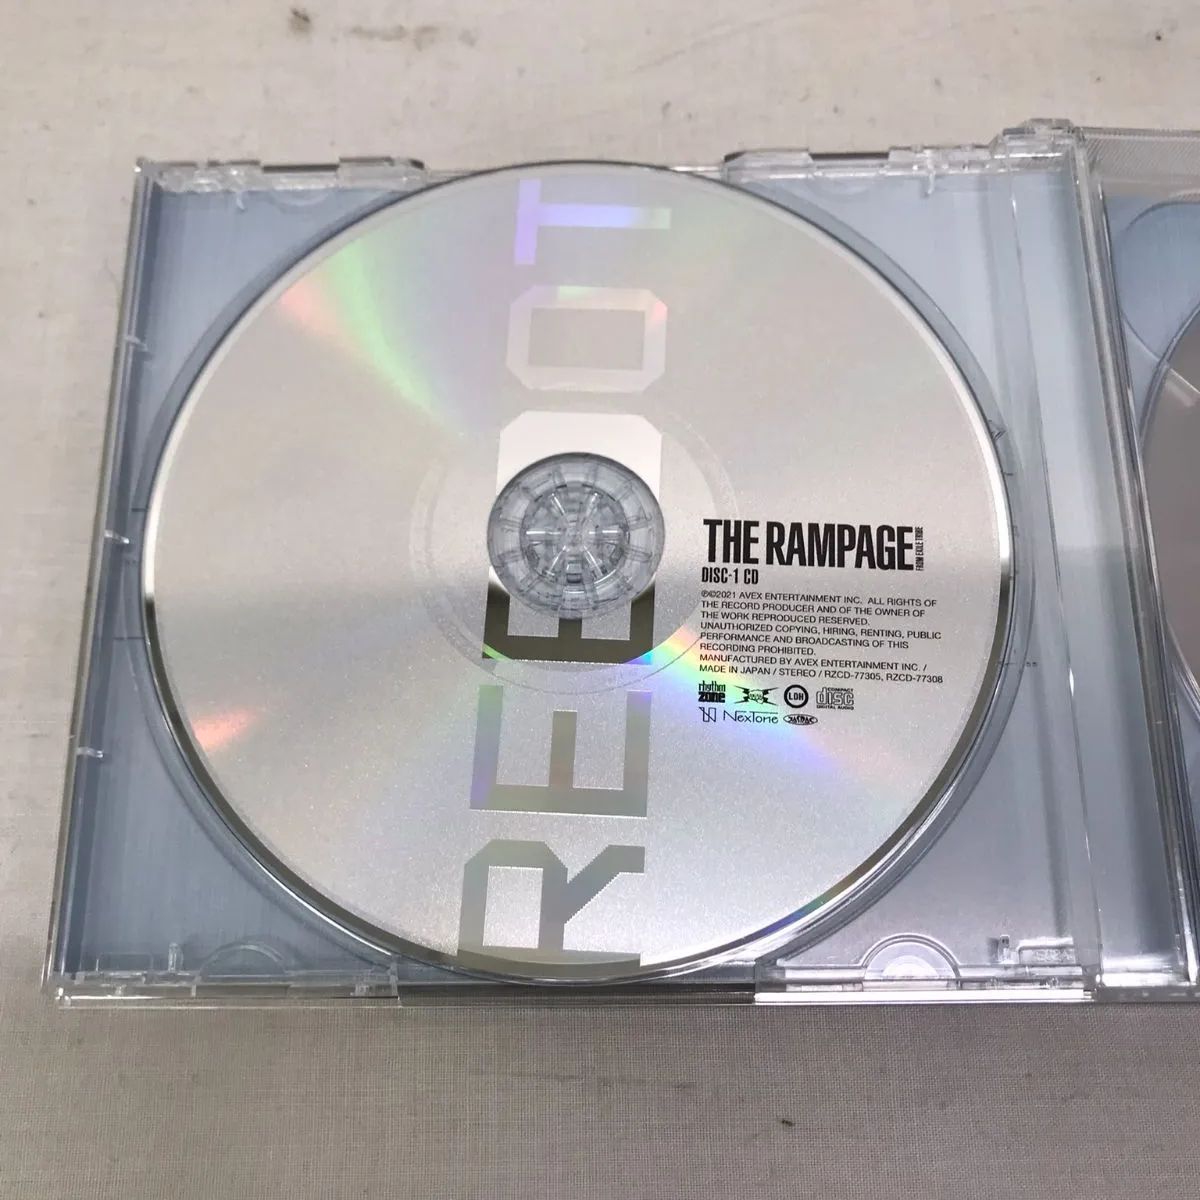 REBOOT
THE RAMPAGE
FROM EXILE TRIBE
DISC-1 CD
℗©2021 AVEX ENTERTAINMENT INC. ALL RIGHTS OF
THE RECORD PRODUCER AND OF THE OWNER OF
THE WORK REPRODUCED RESERVED.
UNAUTHORIZED COPYING, HIRING, RENTING, PUBLIC
PERFORMANCE AND BROADCASTING OF THIS
RECORDING PROHIBITED.
MANUFACTURED BY AVEX ENTERTAINMENT INC. /
MADE IN JAPAN / STEREO / RZCD-77305, RZCD-77308
rhythm zone
LDH
COMPACT disc DIGITAL AUDIO
NexTone
JASRAC